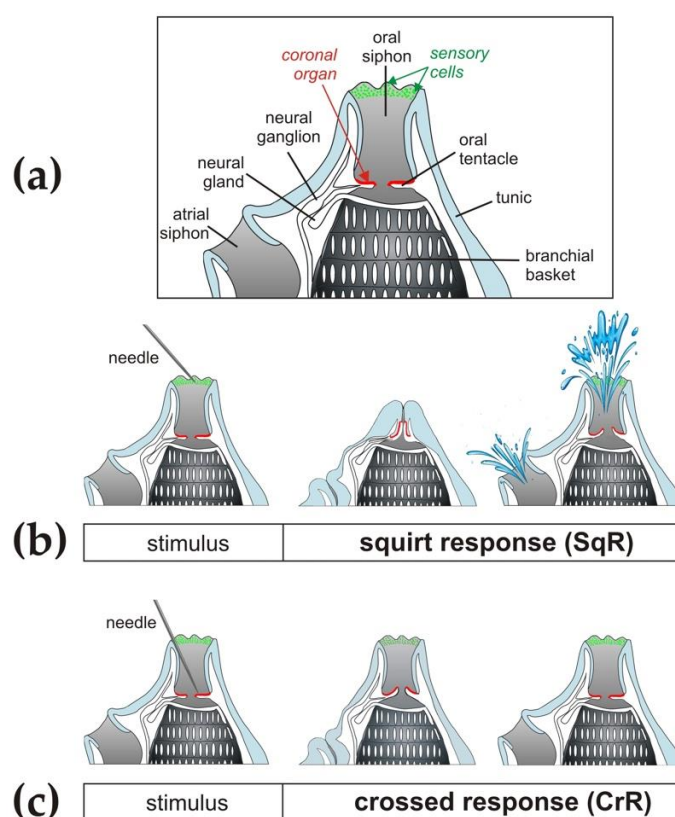 (a)
coronal
organ
oral
siphon
sensory
cells
neural
ganglion
neural
gland
atrial
siphon
oral
tentacle
tunic
branchial
basket
(b)
needle
stimulus
squirt response (SqR)
(c)
needle
stimulus
crossed response (CrR)